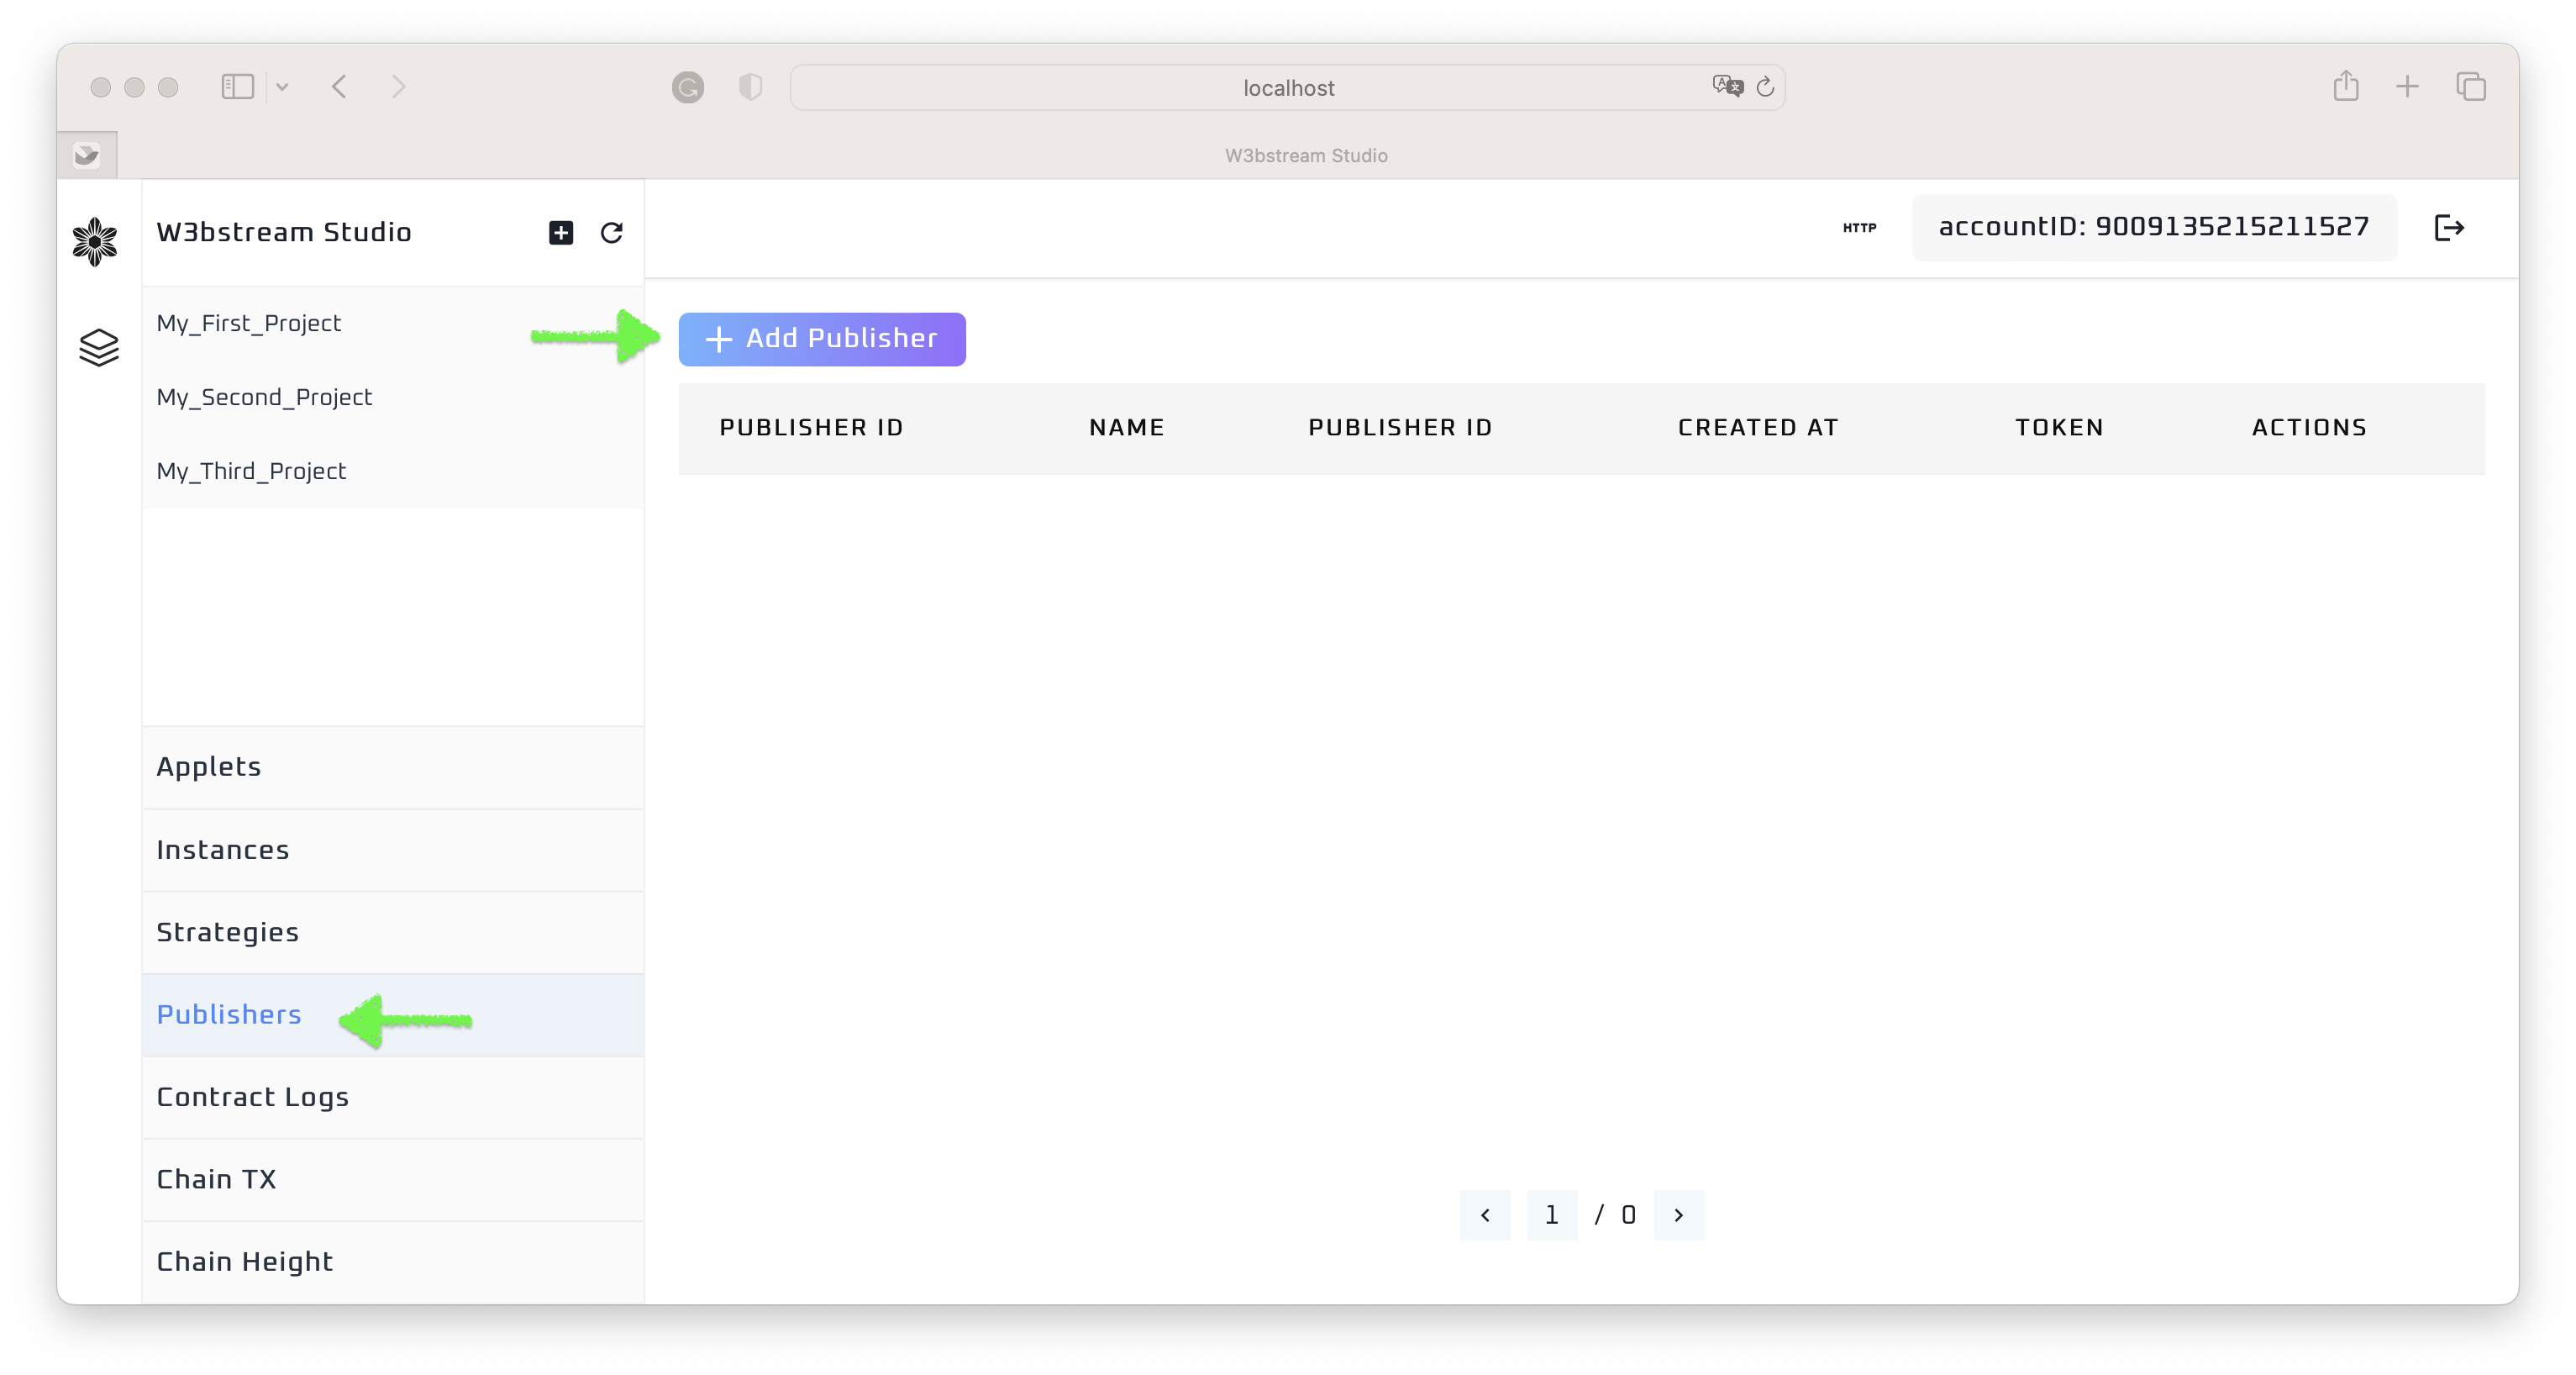 localhost
W3bstream Studio
W3bstream Studio
HTTP
accountID: 9009135215211527
My_First_Project
My_Second_Project
My_Third_Project
Add Publisher
PUBLISHER ID NAME PUBLISHER ID CREATED AT TOKEN ACTIONS
Applets
Instances
Strategies
Publishers
Contract Logs
Chain TX
Chain Height
1 / 0